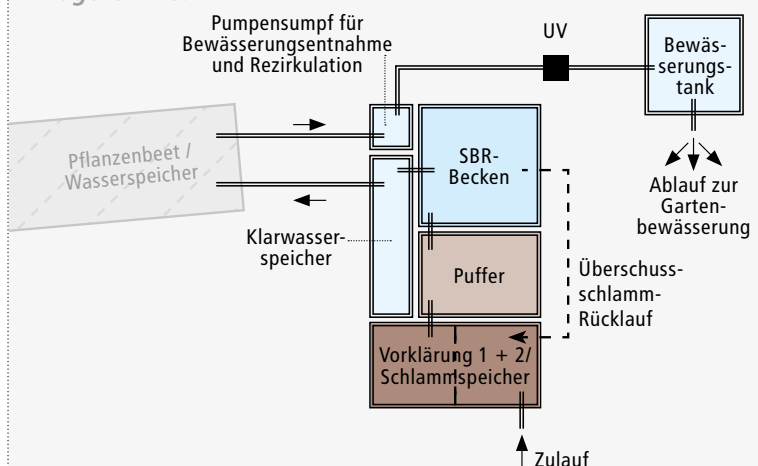 Pumpensumpf für
Bewässerungsentnahme
und Rezirkulation
UV
Bewäs-
serungs-
tank
Pflanzenbeet /
Wasserspeicher
SBR-
Becken
Ablauf zur
Garten-
bewässerung
Klarwasser-
speicher
Puffer
Überschuss-
schlamm-
Rücklauf
Vorklärung 1 + 2/
Schlammspeicher
Zulauf